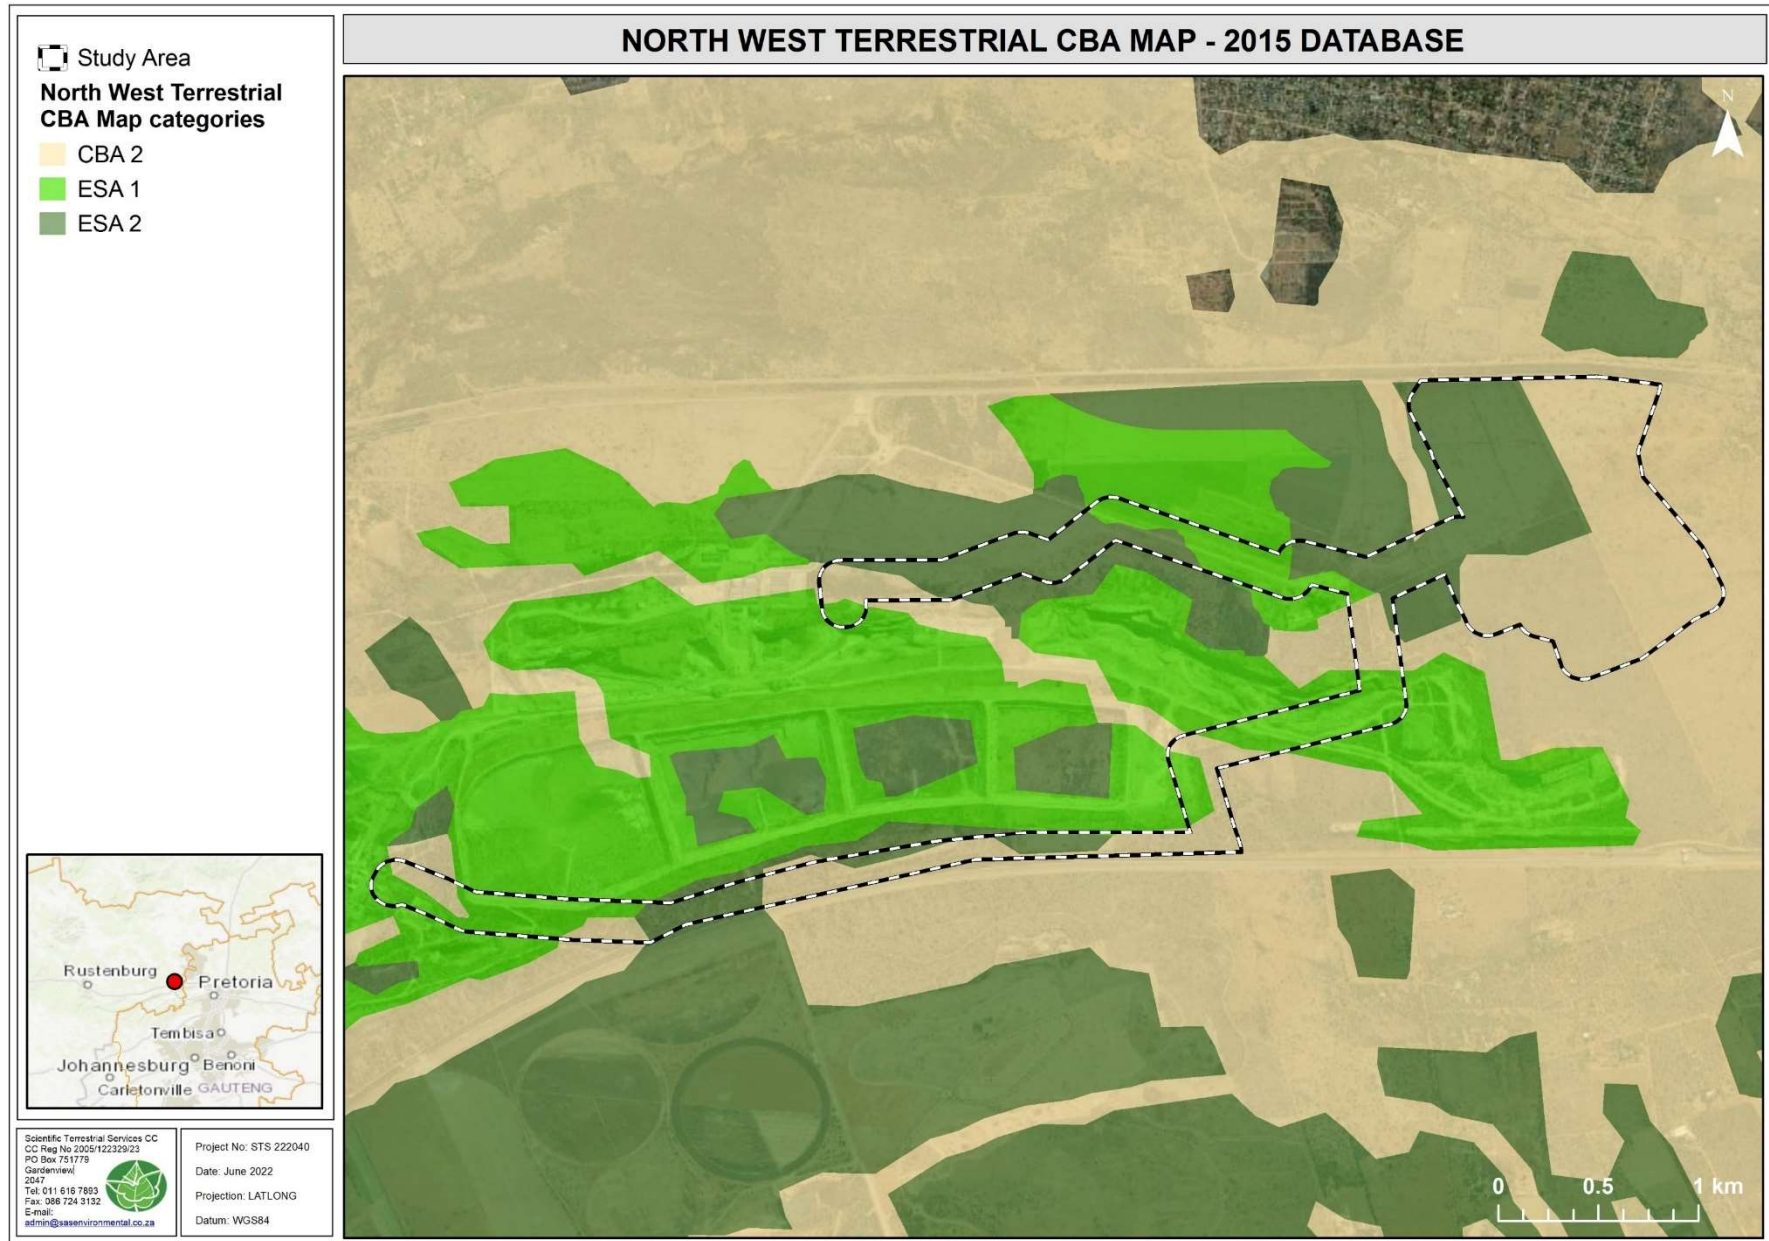 NORTH WEST TERRESTRIAL CBA MAP - 2015 DATABASE
Study Area
North West Terrestrial
CBA Map categories
CBA 2
ESA 1
ESA 2
N
Rustenburg
Pretoria
Tembisa
Johannesburg
Benoni
Carletonville
GAUTENG
Scientific Terrestrial Services CC
CC Reg No 2005/122329/23
PO Box 751779
Gardenview
2047
Tel: 011 616 7893
Fax: 086 724 3132
E-mail:
admin@sasenvironmental.co.za
Project No: STS 222040
Date: June 2022
Projection: LATLONG
Datum: WGS84
0 0.5 1 km